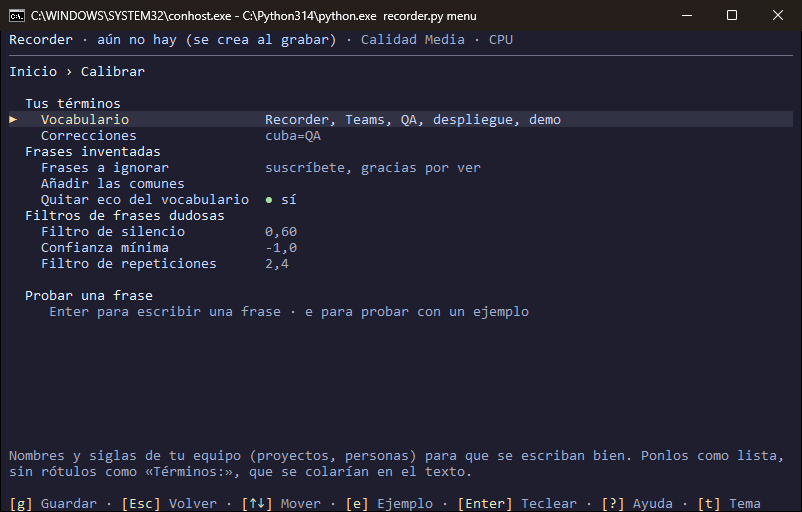 C:\WINDOWS\SYSTEM32\conhost.exe - C:\Python314\python.exe recorder.py menu
Recorder · aún no hay (se crea al grabar) · Calidad Media · CPU
Inicio › Calibrar
Tus términos
► Vocabulario Recorder, Teams, QA, despliegue, demo
Correcciones cuba=QA
Frases inventadas
Frases a ignorar suscríbete, gracias por ver
Añadir las comunes
Quitar eco del vocabulario ● sí
Filtros de frases dudosas
Filtro de silencio 0,60
Confianza mínima -1,0
Filtro de repeticiones 2,4
Probar una frase
Enter para escribir una frase · e para probar con un ejemplo
Nombres y siglas de tu equipo (proyectos, personas) para que se escriban bien. Ponlos como lista,
sin rótulos como «Términos:», que se colarían en el texto.
[g] Guardar · [Esc] Volver · [↑↓] Mover · [e] Ejemplo · [Enter] Teclear · [?] Ayuda · [t] Tema